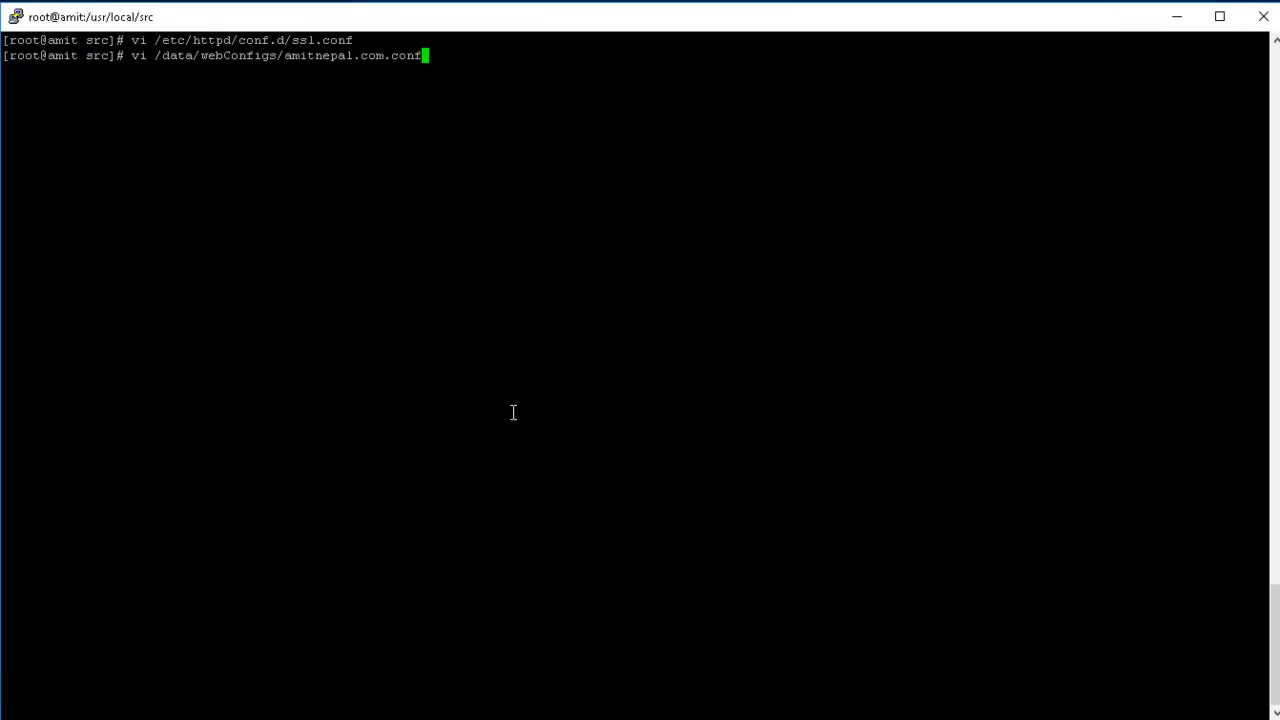 root@amit:/usr/local/src
[root@amit src]# vi /etc/httpd/conf.d/ssl.conf
[root@amit src]# vi /data/webConfigs/amitnepal.com.conf